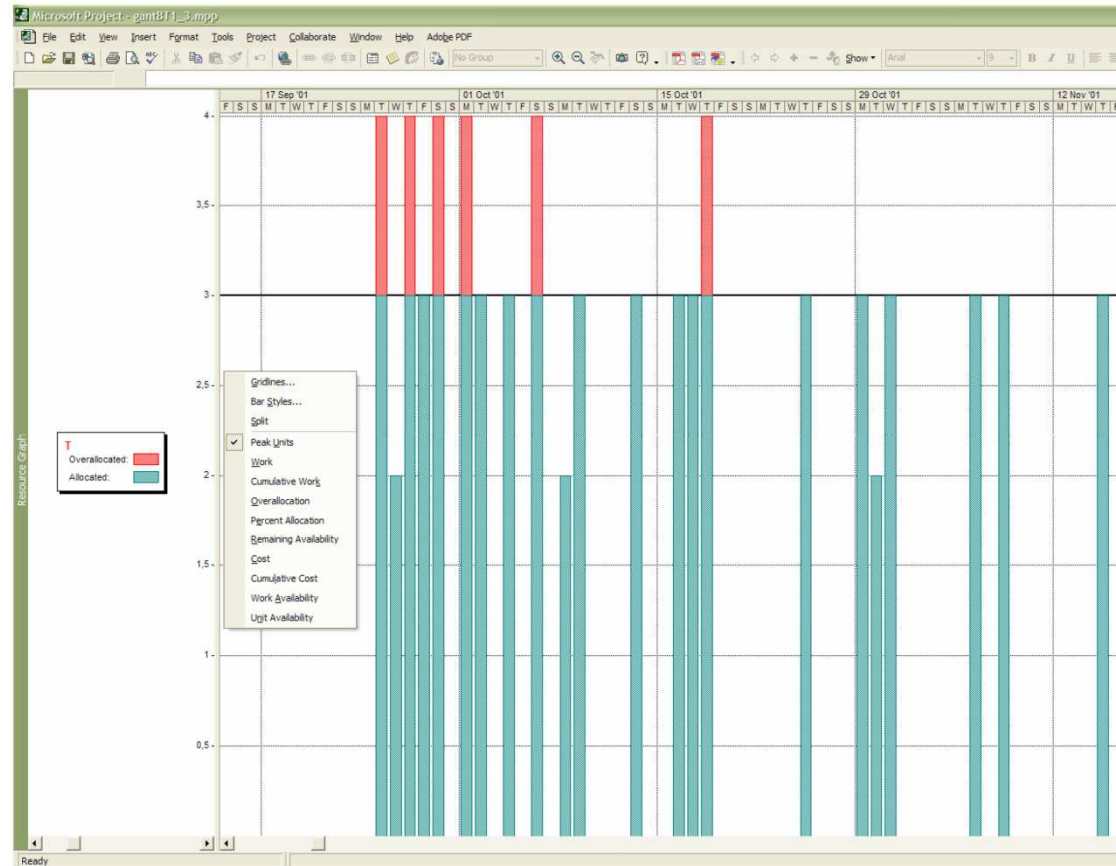 Microsoft Project - gantBT1_3.mpp
File Edit View Insert Format Tools Project Collaborate Window Help Adobe PDF
No Group Show Arial 9 B I U
17 Sep '01 01 Oct '01 15 Oct '01 29 Oct '01 12 Nov '01
F S S M T W T F S S M T W T F S S M T W T F S S M T W T F S S M T W T F S S M T W T F S S M T W T F S S M T W T F S S M T W T F
4
3,5
3
2,5
2
1,5
1
0,5
Resource Graph
T
Overallocated:
Allocated:
Gridlines...
Bar Styles...
Split
Peak Units
Work
Cumulative Work
Overallocation
Percent Allocation
Remaining Availability
Cost
Cumulative Cost
Work Availability
Unit Availability
Ready